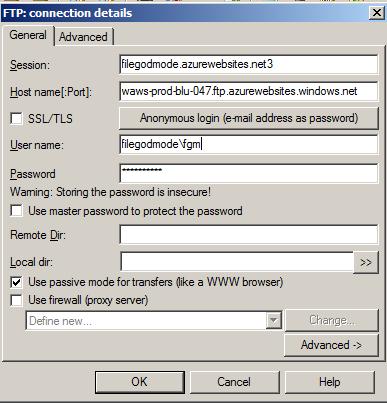 FTP: connection details
General Advanced
Session: filegodmode.azurewebsites.net3
Host name[:Port]: waws-prod-blu-047.ftp.azurewebsites.windows.net
SSL/TLS Anonymous login (e-mail address as password)
User name: filegodmode\fgm
Password **********
Warning: Storing the password is insecure!
Use master password to protect the password
Remote Dir:
Local dir: >>
Use passive mode for transfers (like a WWW browser)
Use firewall (proxy server)
Define new... Change...
Advanced ->
OK Cancel Help